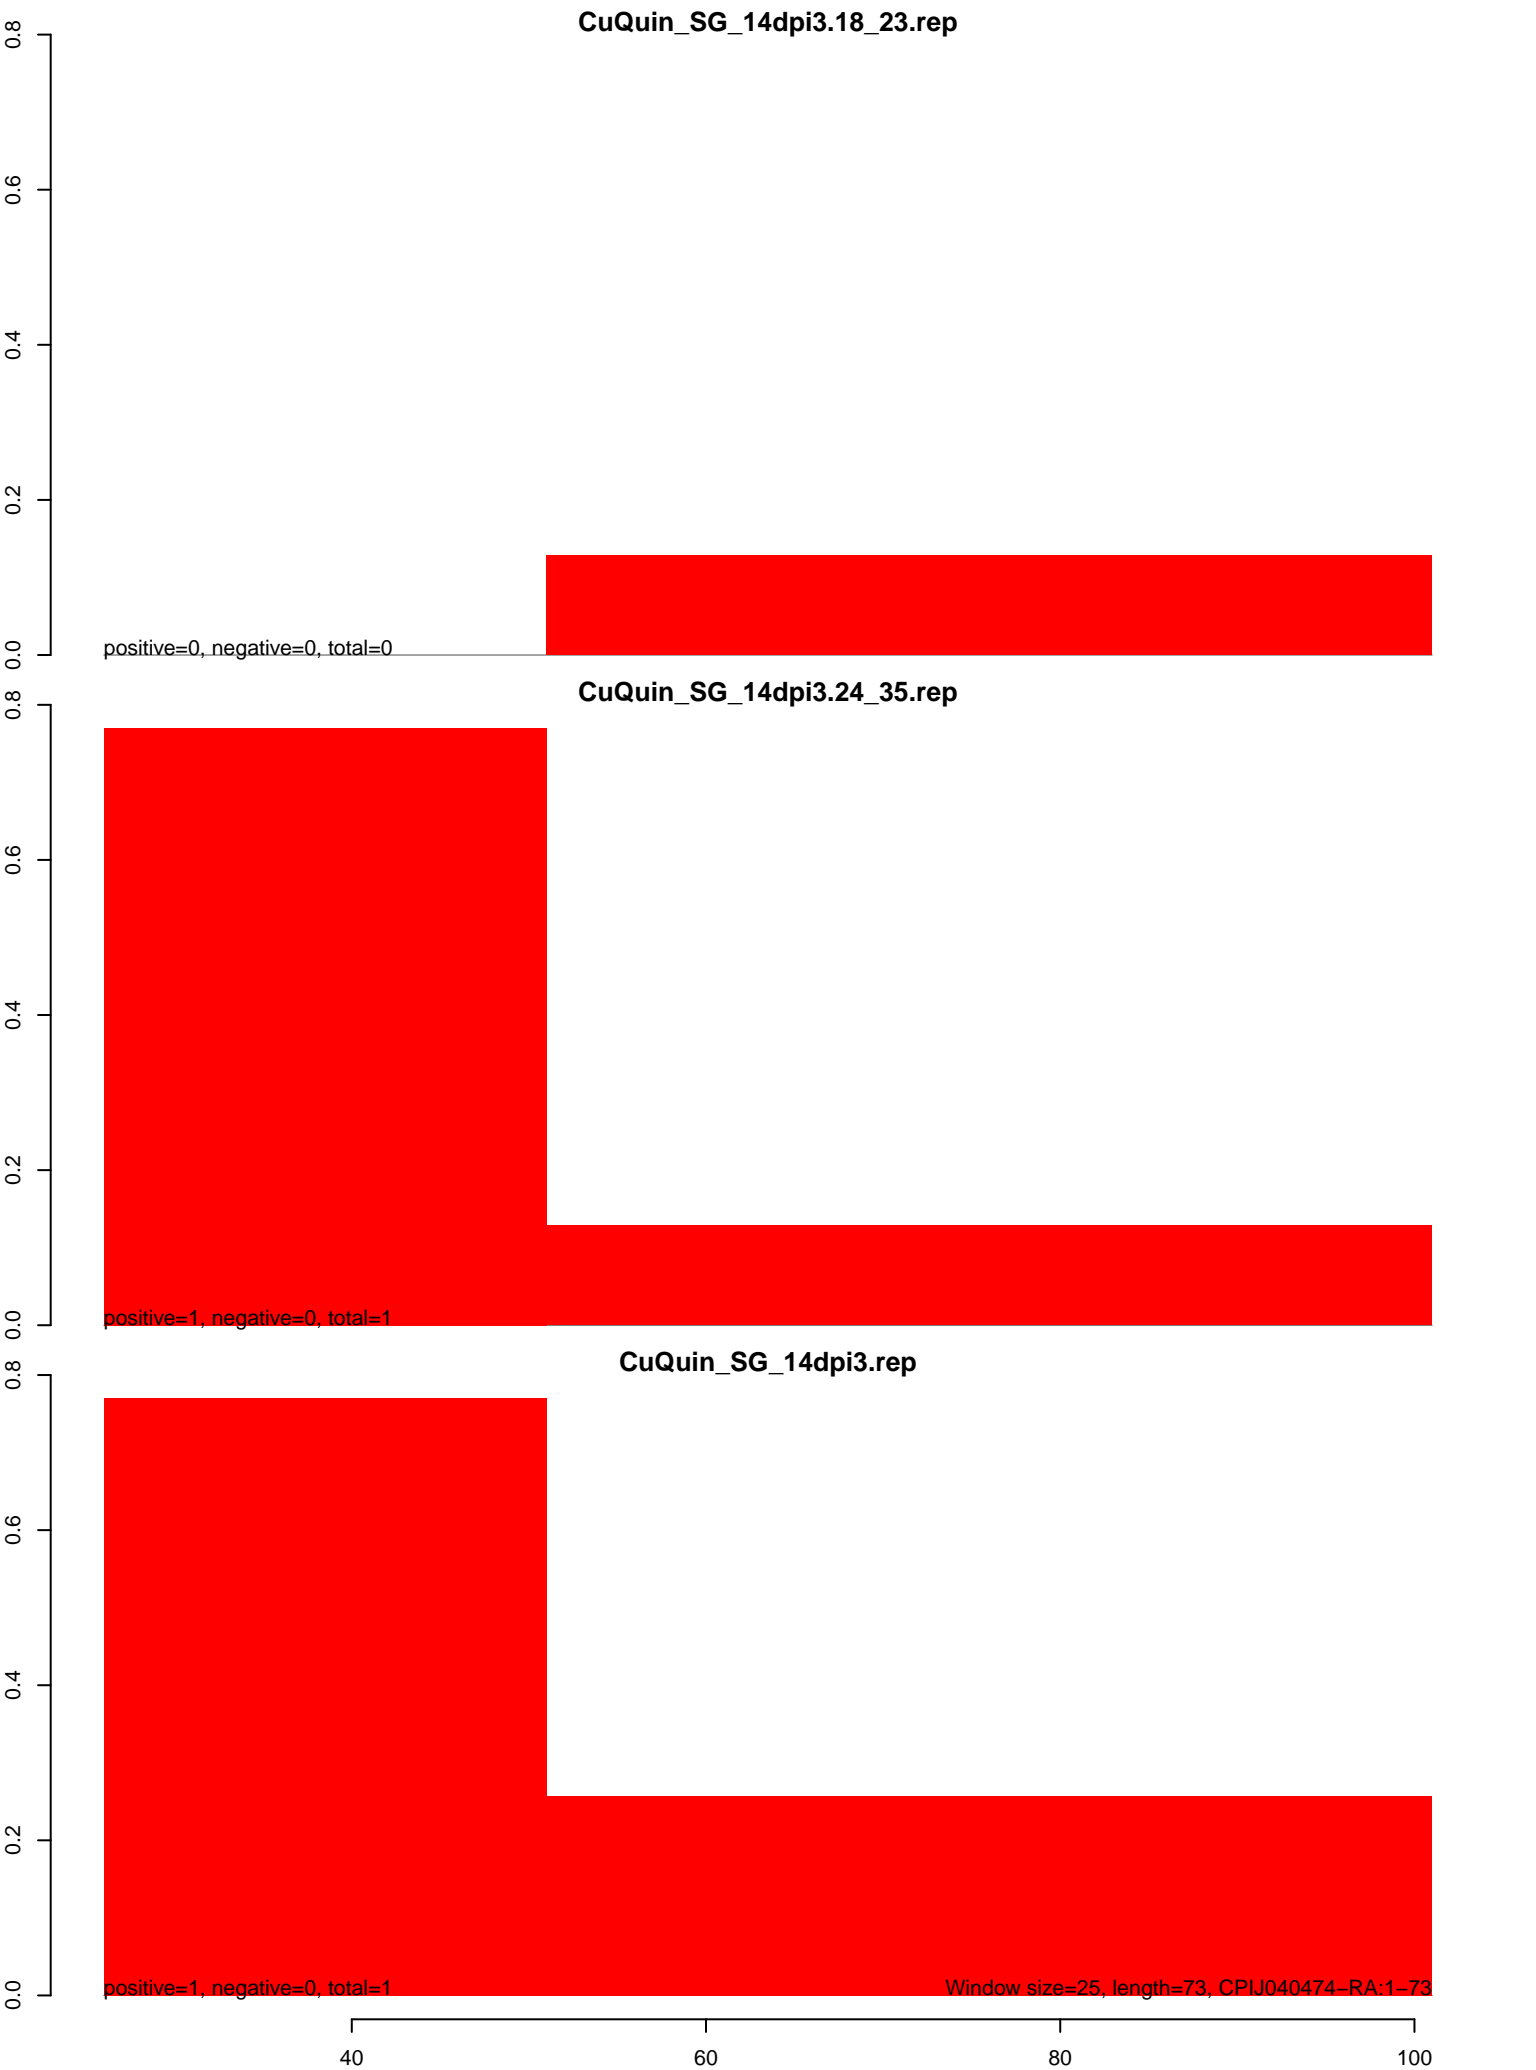 CuQuin_SG_14dpi3.18_23.rep
0.8
0.6
0.4
0.2
0.0
positive=0, negative=0, total=0
CuQuin_SG_14dpi3.24_35.rep
0.8
0.6
0.4
0.2
0.0
positive=1, negative=0, total=1
CuQuin_SG_14dpi3.rep
0.8
0.6
0.4
0.2
0.0
positive=1, negative=0, total=1
Window size=25, length=73, CPIJ040474−RA:1−73
40 60 80 100